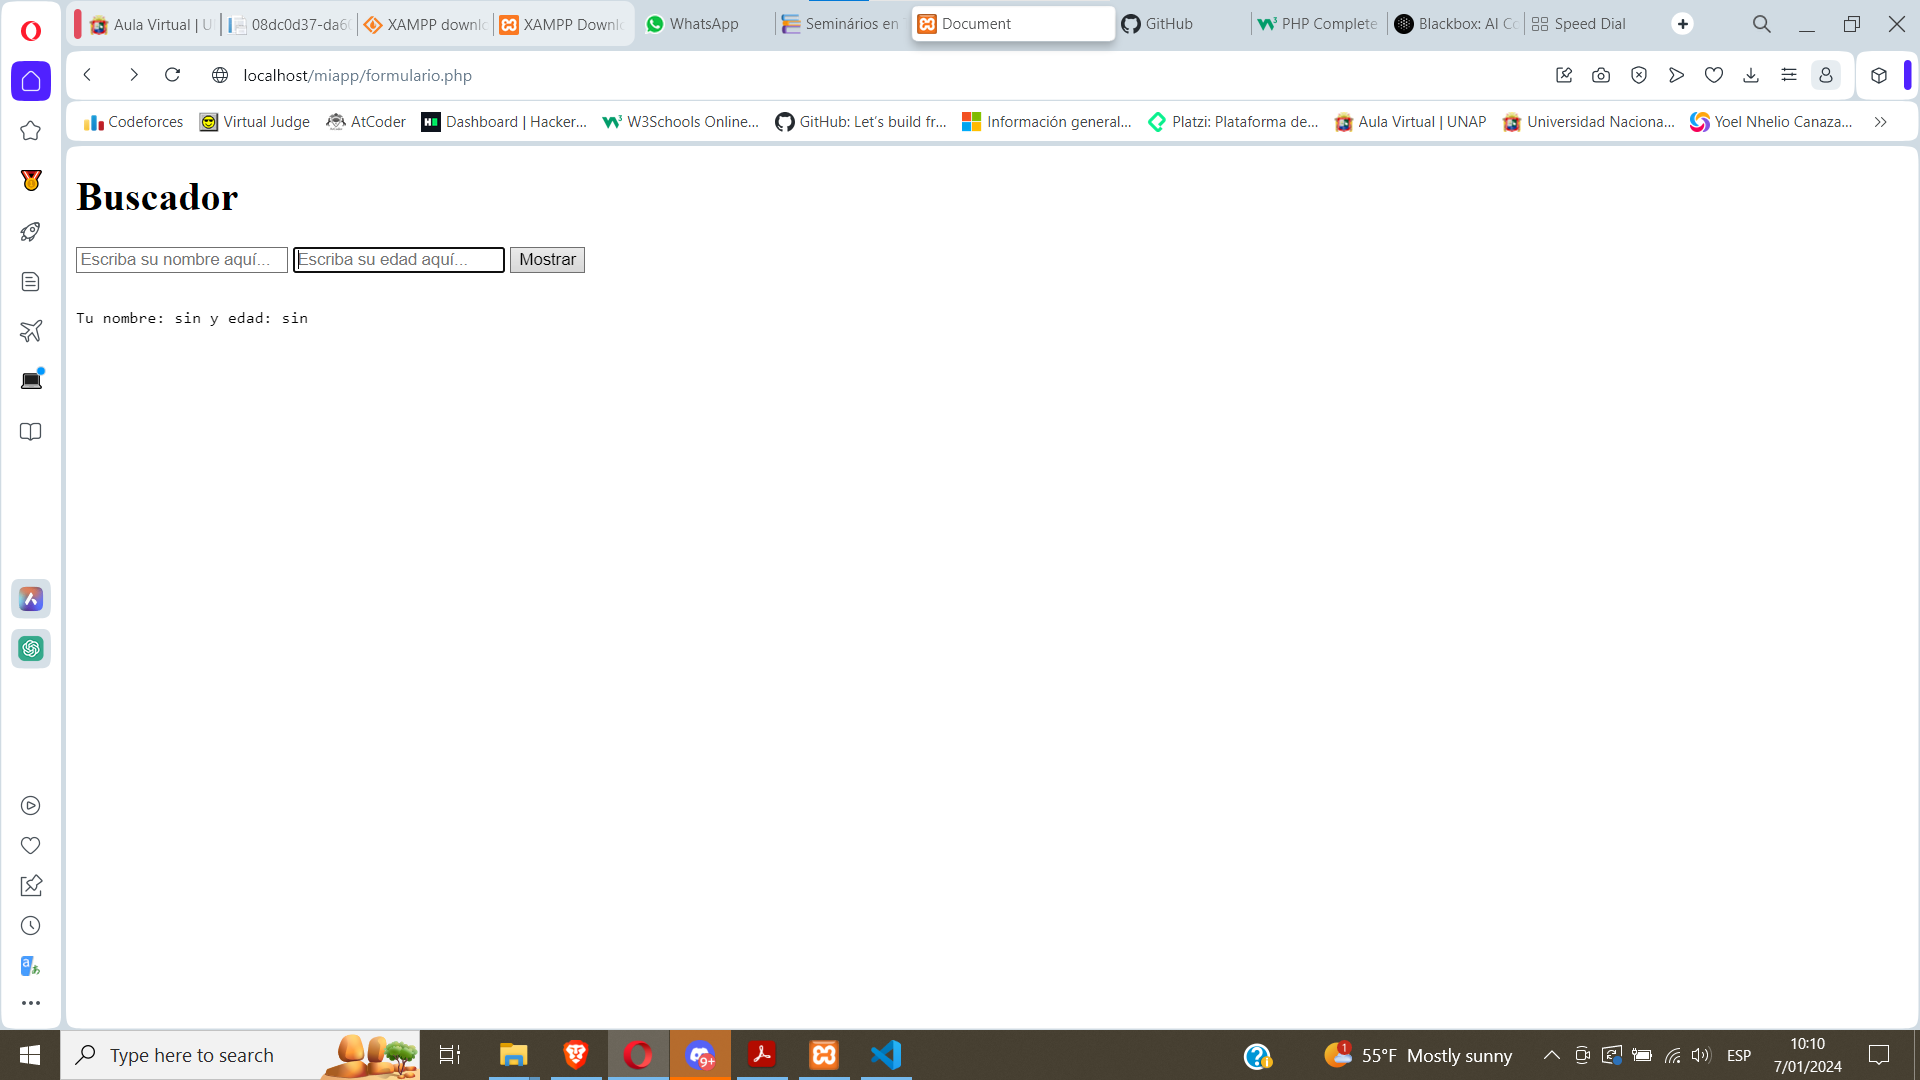 Aula Virtual | U
08dc0d37-da6
XAMPP downlo
XAMPP Downlo
WhatsApp
Seminários en
Document
GitHub
PHP Complete
Blackbox: AI Co
Speed Dial
localhost/miapp/formulario.php
Codeforces
Virtual Judge
AtCoder
Dashboard | Hacker...
W3Schools Online...
GitHub: Let's build fr...
Información general...
Platzi: Plataforma de...
Aula Virtual | UNAP
Universidad Naciona...
Yoel Nhelio Canaza...
Buscador
Escriba su nombre aquí...
Escriba su edad aquí...
Mostrar
Tu nombre: sin y edad: sin
Type here to search
9+
1
55°F Mostly sunny
ESP
10:10
7/01/2024